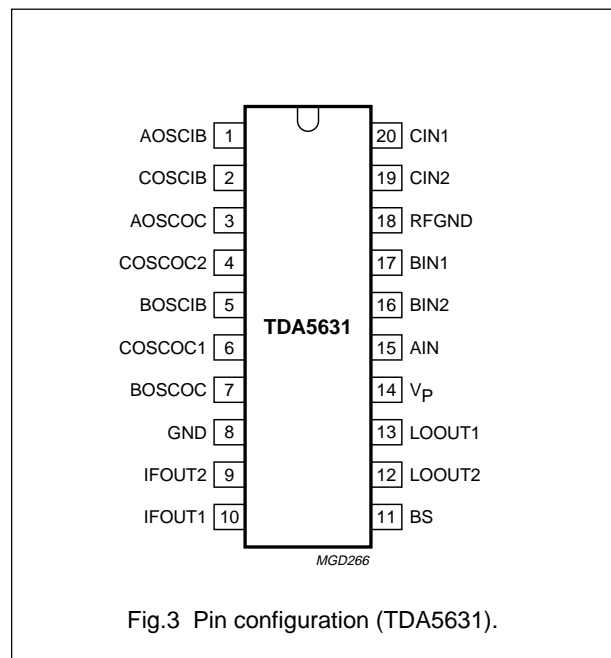 AOSCIB 1
COSCIB 2
AOSCOC 3
COSCOC2 4
BOSCIB 5
COSCOC1 6
BOSCOC 7
GND 8
IFOUT2 9
IFOUT1 10
TDA5631
20 CIN1
19 CIN2
18 RFGND
17 BIN1
16 BIN2
15 AIN
14 VP
13 LOOUT1
12 LOOUT2
11 BS
MGD266
Fig.3 Pin configuration (TDA5631).